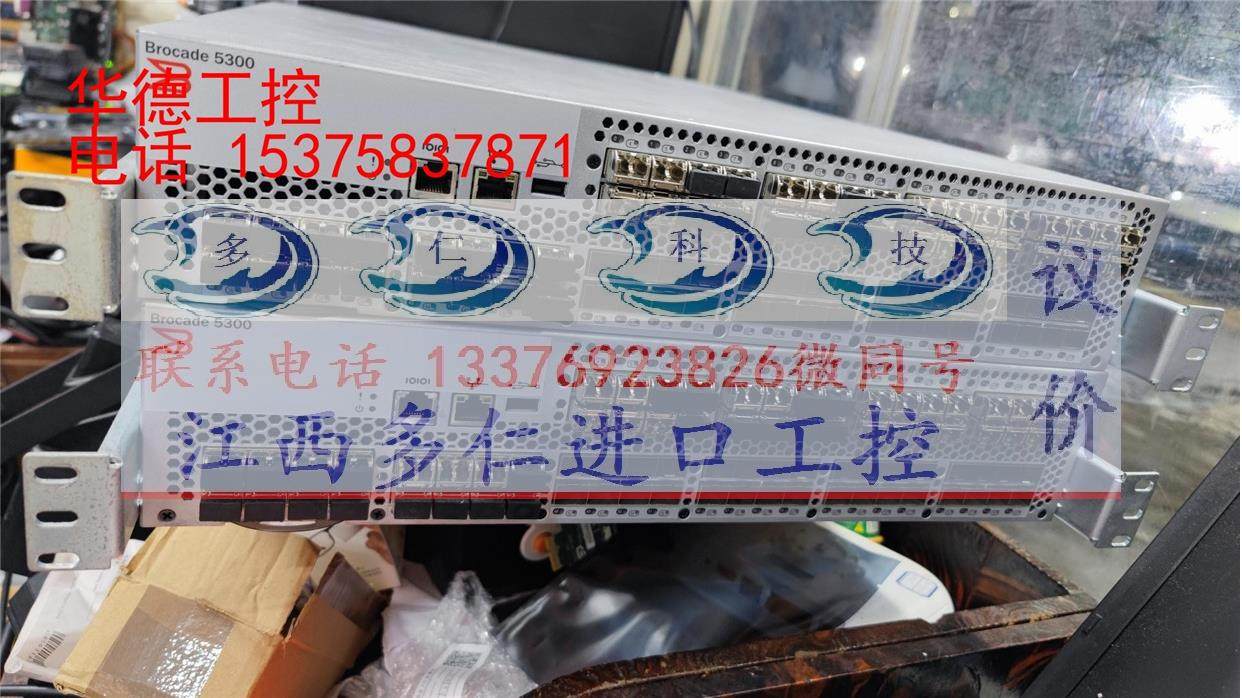 Brocade 5300
华德工控
电话 15375837871
IOIOI
多仁科技
议价
Brocade 5300
联系电话 13376923826微同号
IOIOI
江西多仁进口工控